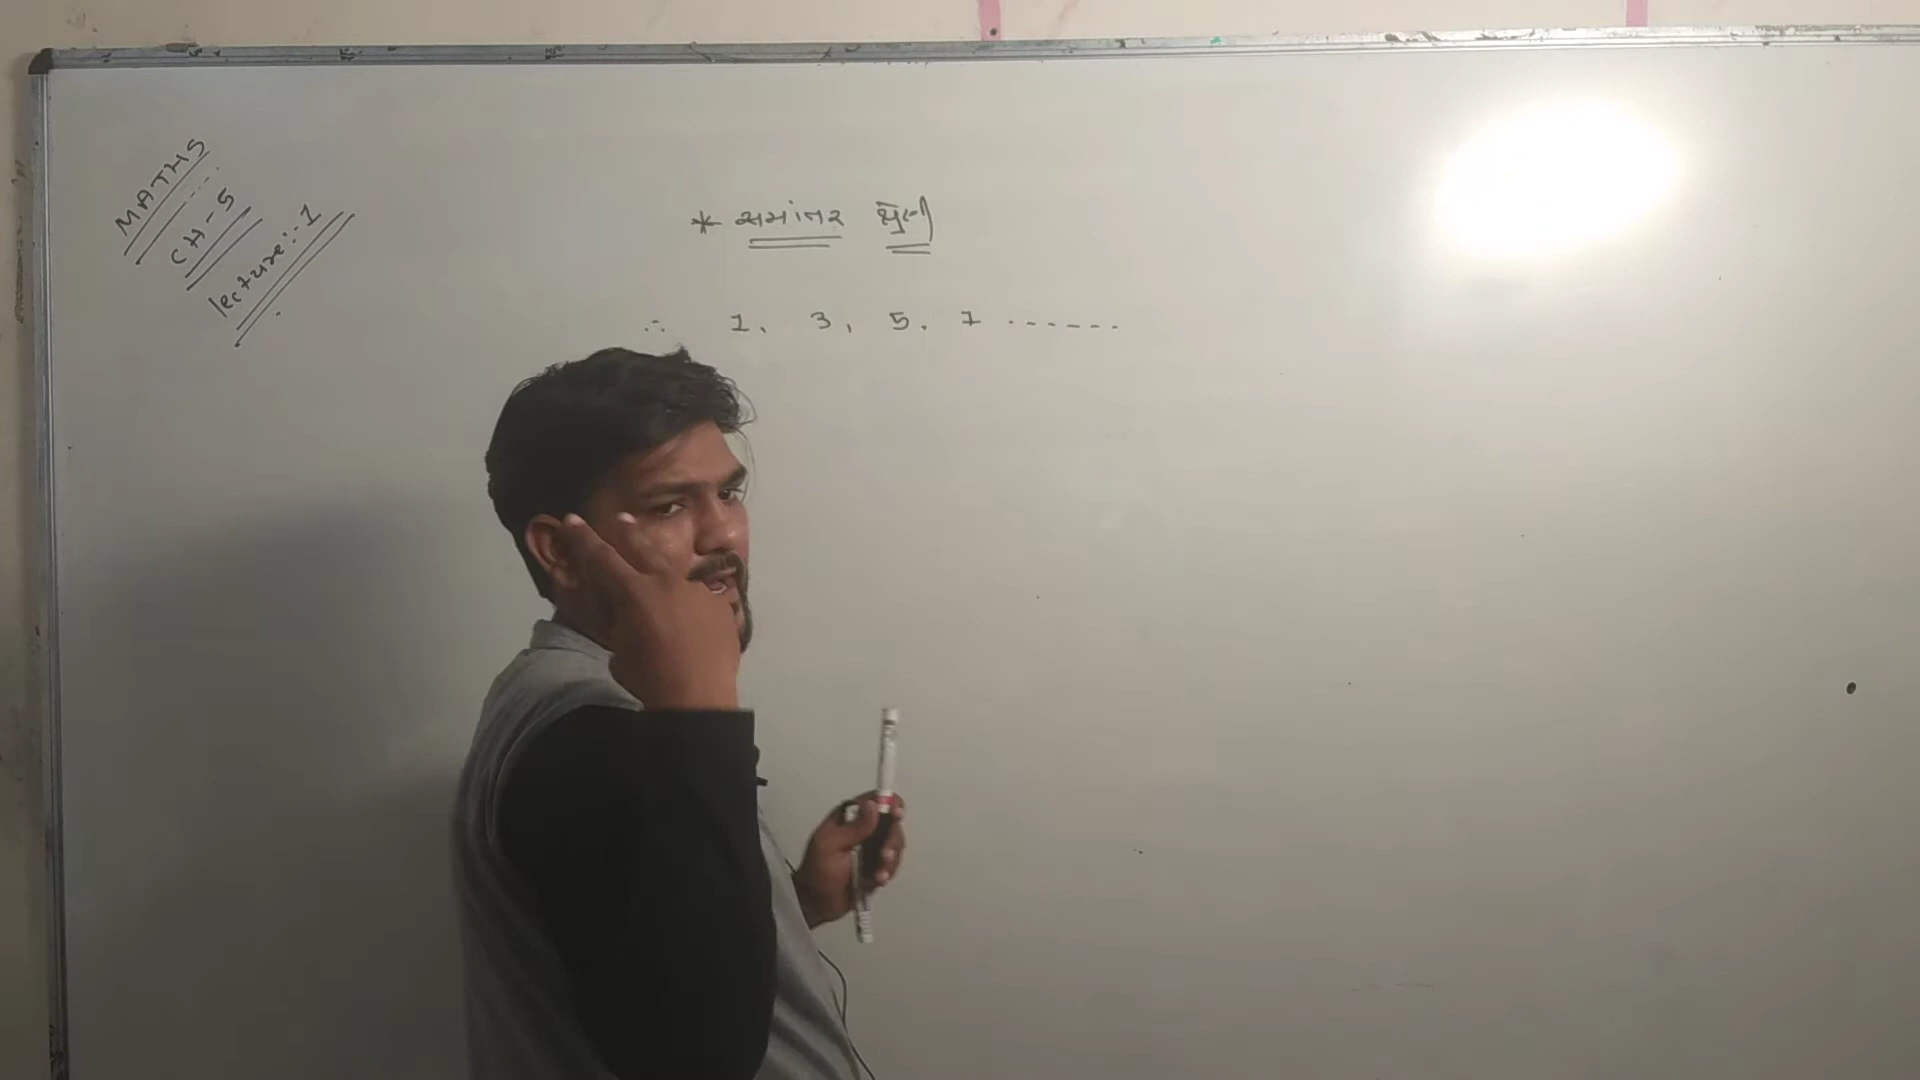 MATHS
CH-5
lecture:-1
* સમાંતર શ્રેણી
∴ 1, 3, 5, 7 .------